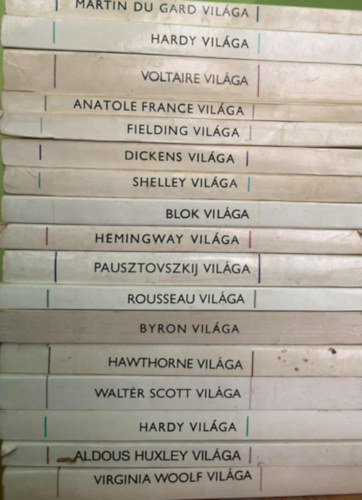 MARTIN DU GARD VILÁGA
HARDY VILÁGA
VOLTAIRE VILÁGA
ANATOLE FRANCE VILÁGA
FIELDING VILÁGA
DICKENS VILÁGA
SHELLEY VILÁGA
BLOK VILÁGA
HEMINGWAY VILÁGA
PAUSZTOVSZKIJ VILÁGA
ROUSSEAU VILÁGA
BYRON VILÁGA
HAWTHORNE VILÁGA
WALTER SCOTT VILÁGA
HARDY VILÁGA
ALDOUS HUXLEY VILÁGA
VIRGINIA WOOLF VILÁGA